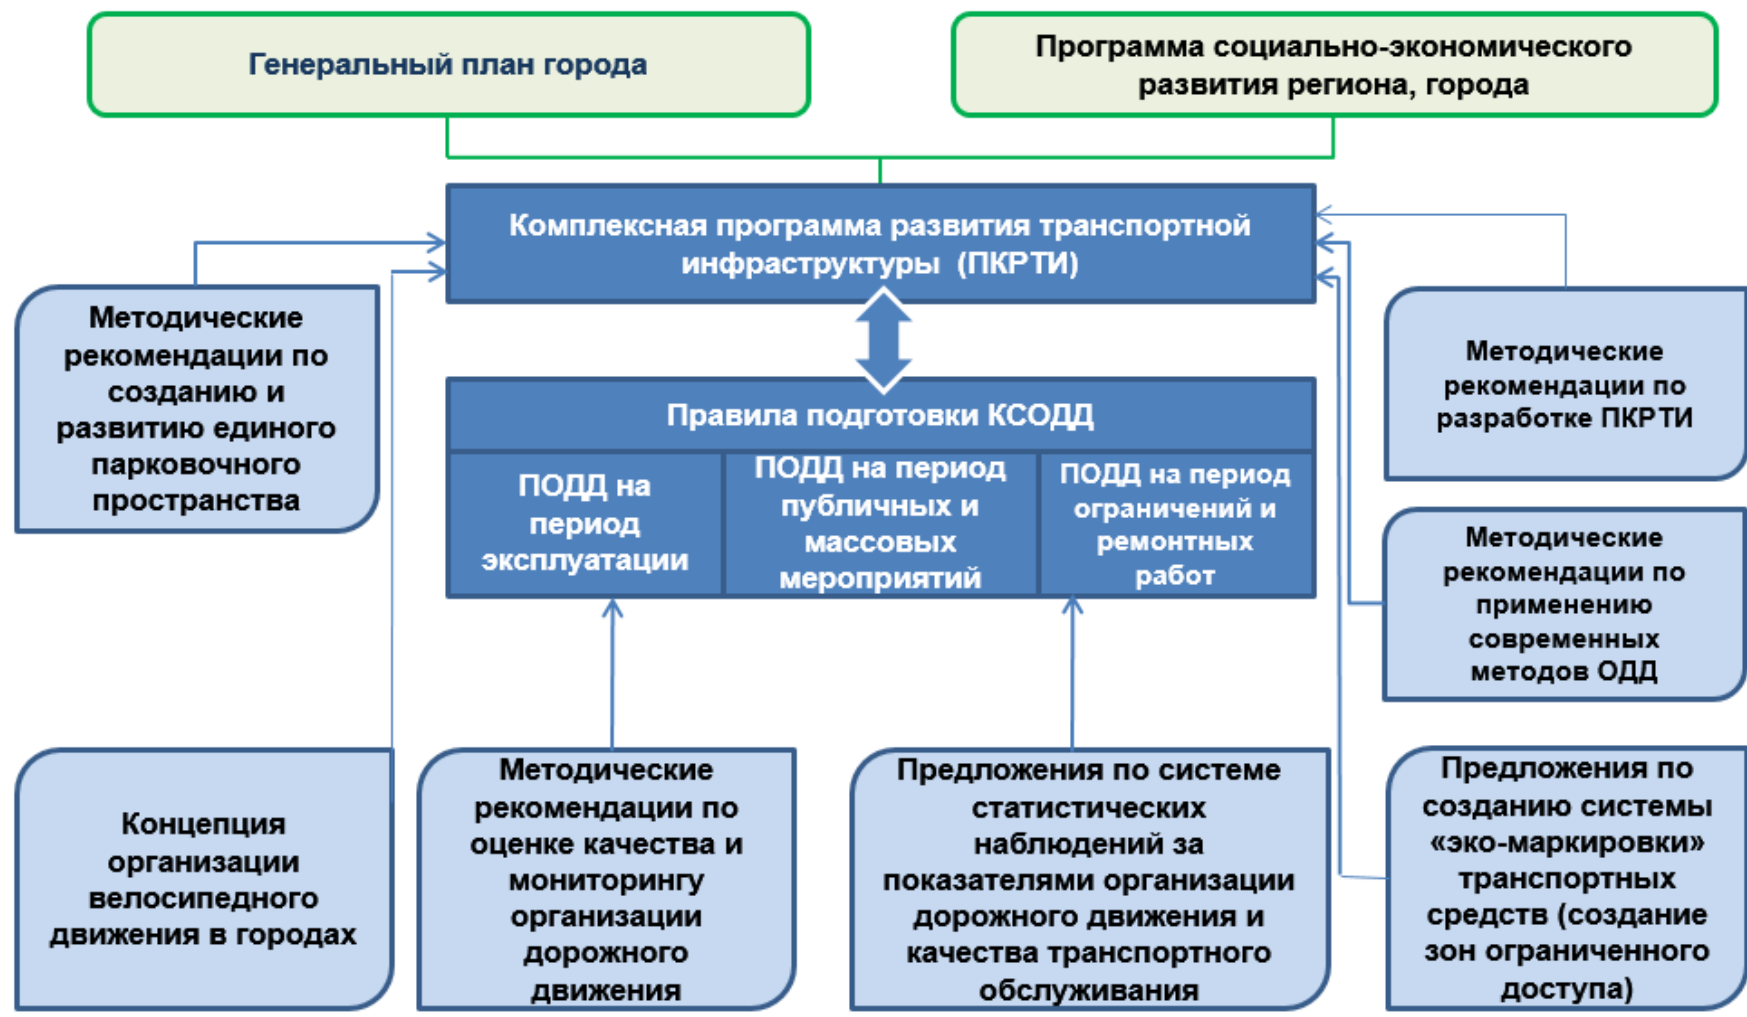 Генеральный план города
Программа социально-экономического
развития региона, города
Комплексная программа развития транспортной
инфраструктуры (ПКРТИ)
Методические
рекомендации по
созданию и
развитию единого
парковочного
пространства
Методические
рекомендации по
разработке ПКРТИ
Правила подготовки КСОДД
ПОДД на
период
эксплуатации
ПОДД на период
публичных и
массовых
мероприятий
ПОДД на период
ограничений и
ремонтных
работ
Методические
рекомендации по
применению
современных
методов ОДД
Концепция
организации
велосипедного
движения в городах
Методические
рекомендации по
оценке качества и
мониторингу
организации
дорожного
движения
Предложения по системе
статистических
наблюдений за
показателями организации
дорожного движения и
качества транспортного
обслуживания
Предложения по
созданию системы
«эко-маркировки»
транспортных
средств (создание
зон ограниченного
доступа)